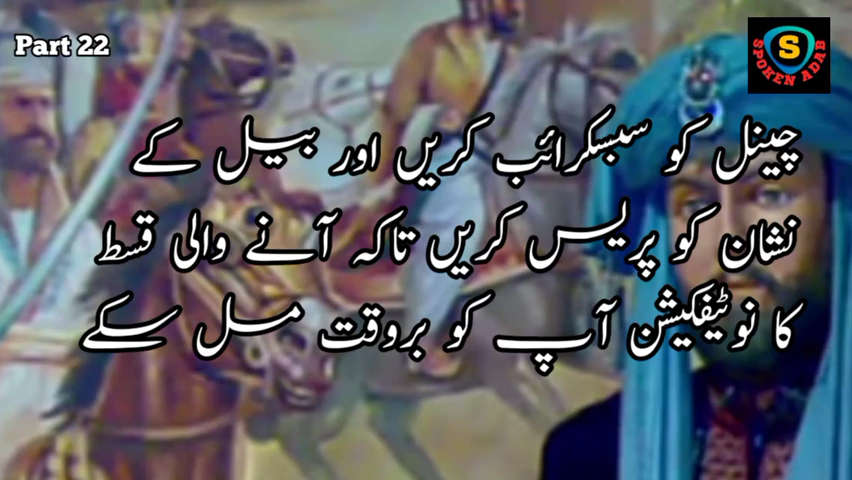 Part 22
S
SPOKEN ADAB
چینل کو سبسکرائب کریں اور بیل کے
نشان کو پریس کریں تاکہ آنے والی قسط
کا نوٹیفکیشن آپ کو بروقت مل سکے